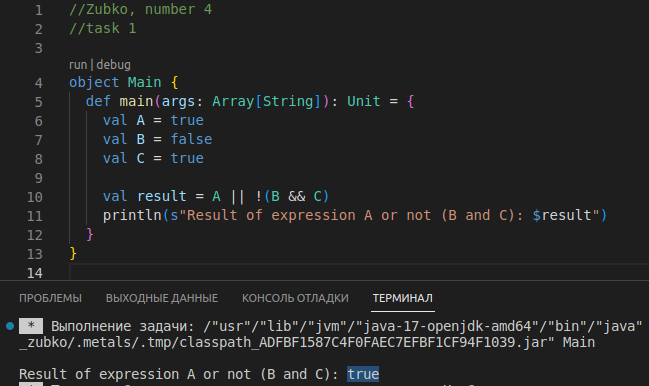 1 //Zubko, number 4
2 //task 1
3
run | debug
4 object Main {
5 def main(args: Array[String]): Unit = {
6 val A = true
7 val B = false
8 val C = true
9
10 val result = A || !(B && C)
11 println(s"Result of expression A or not (B and C): $result")
12 }
13 }
14
ПРОБЛЕМЫ ВЫХОДНЫЕ ДАННЫЕ КОНСОЛЬ ОТЛАДКИ ТЕРМИНАЛ
* Выполнение задачи: /"usr"/"lib"/"jvm"/"java-17-openjdk-amd64"/"bin"/"java"
_zubko/.metals/.tmp/classpath_ADFBF1587C4F0FAEC7EFBF1CF94F1039.jar" Main
Result of expression A or not (B and C): true